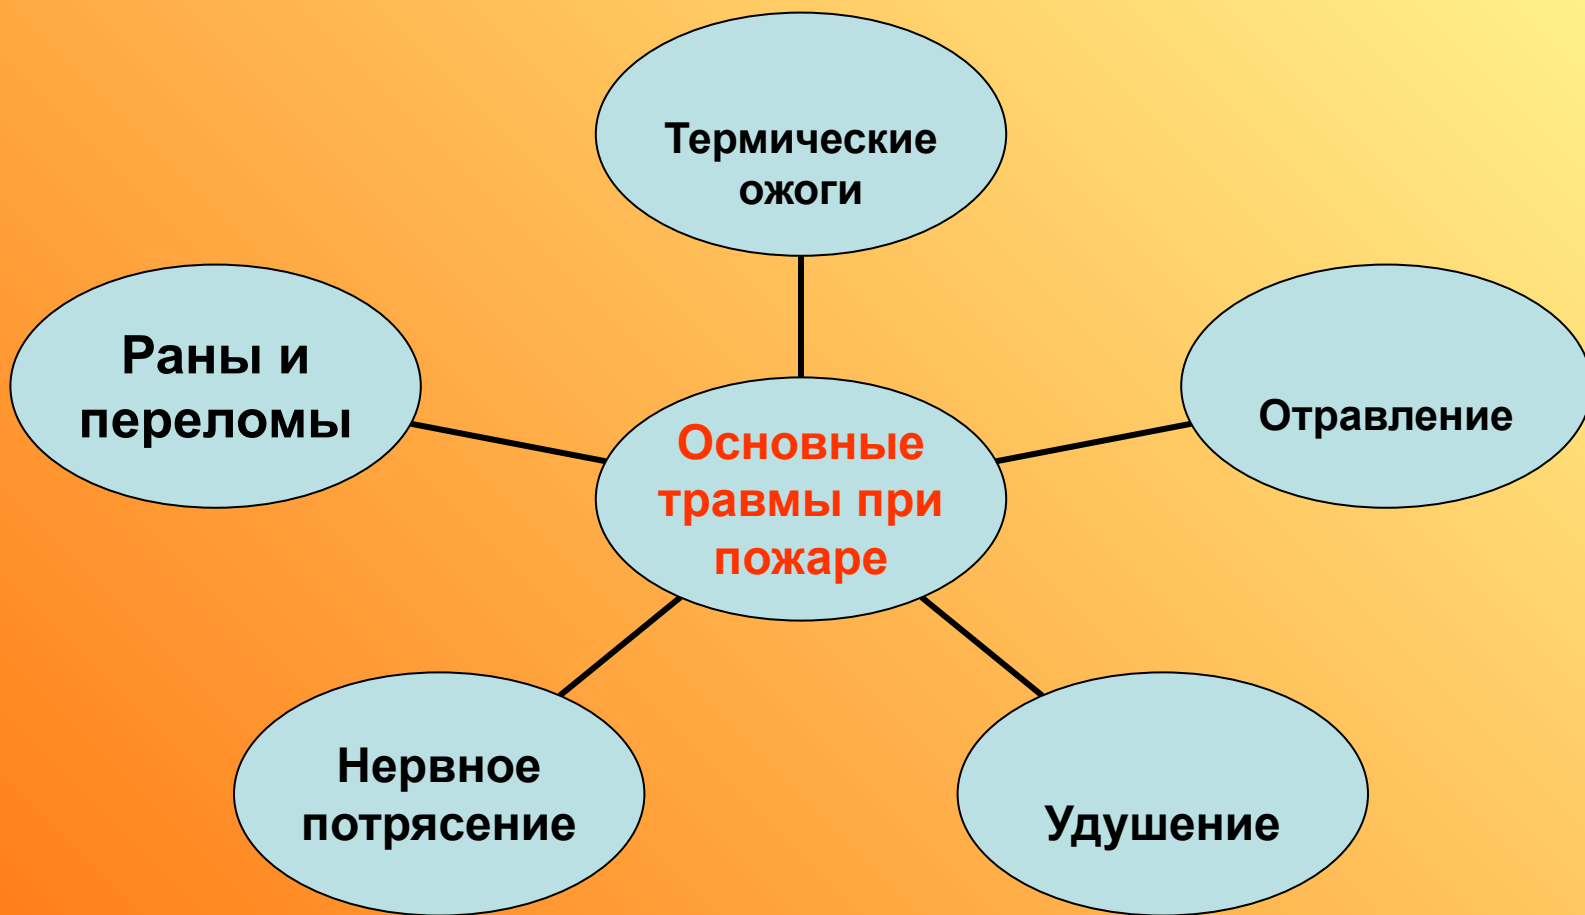 Термические
ожоги
Раны и
переломы
Отравление
Основные
травмы при
пожаре
Нервное
потрясение
Удушение